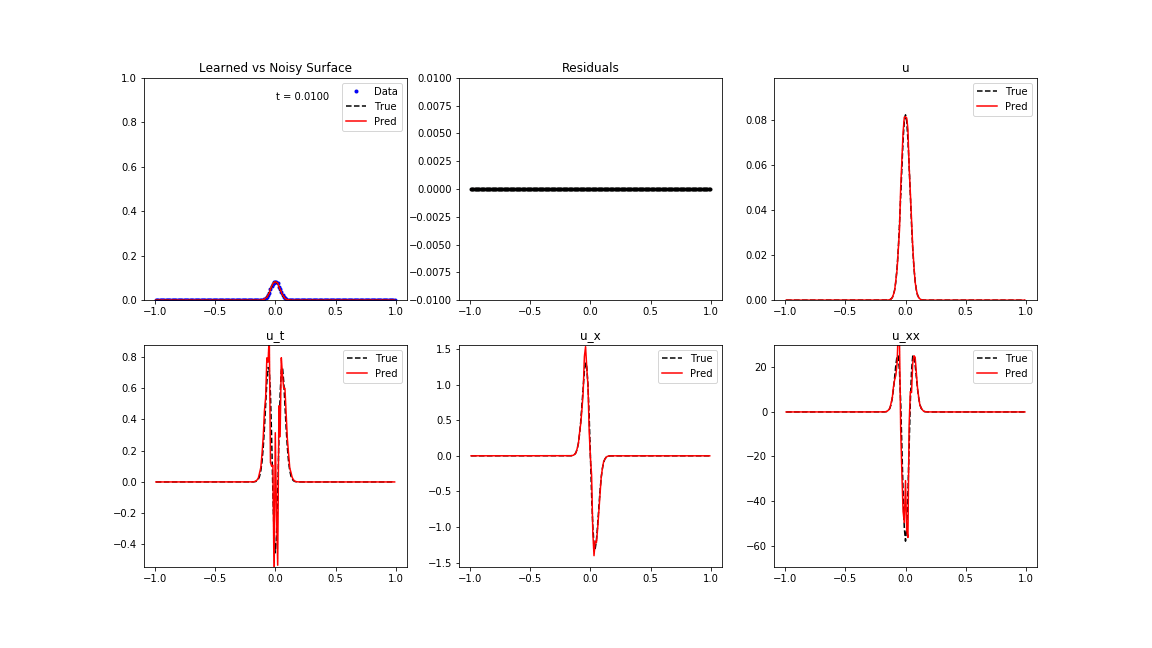 Learned vs Noisy Surface
t = 0.0100
Data
True
Pred
1.0
0.8
0.6
0.4
0.2
0.0
−1.0 −0.5 0.0 0.5 1.0
Residuals
0.0100
0.0075
0.0050
0.0025
0.0000
−0.0025
−0.0050
−0.0075
−0.0100
−1.0 −0.5 0.0 0.5 1.0
u
True
Pred
0.08
0.06
0.04
0.02
0.00
−1.0 −0.5 0.0 0.5 1.0
u_t
True
Pred
0.8
0.6
0.4
0.2
0.0
−0.2
−0.4
−1.0 −0.5 0.0 0.5 1.0
u_x
True
Pred
1.5
1.0
0.5
0.0
−0.5
−1.0
−1.5
−1.0 −0.5 0.0 0.5 1.0
u_xx
True
Pred
20
0
−20
−40
−60
−1.0 −0.5 0.0 0.5 1.0